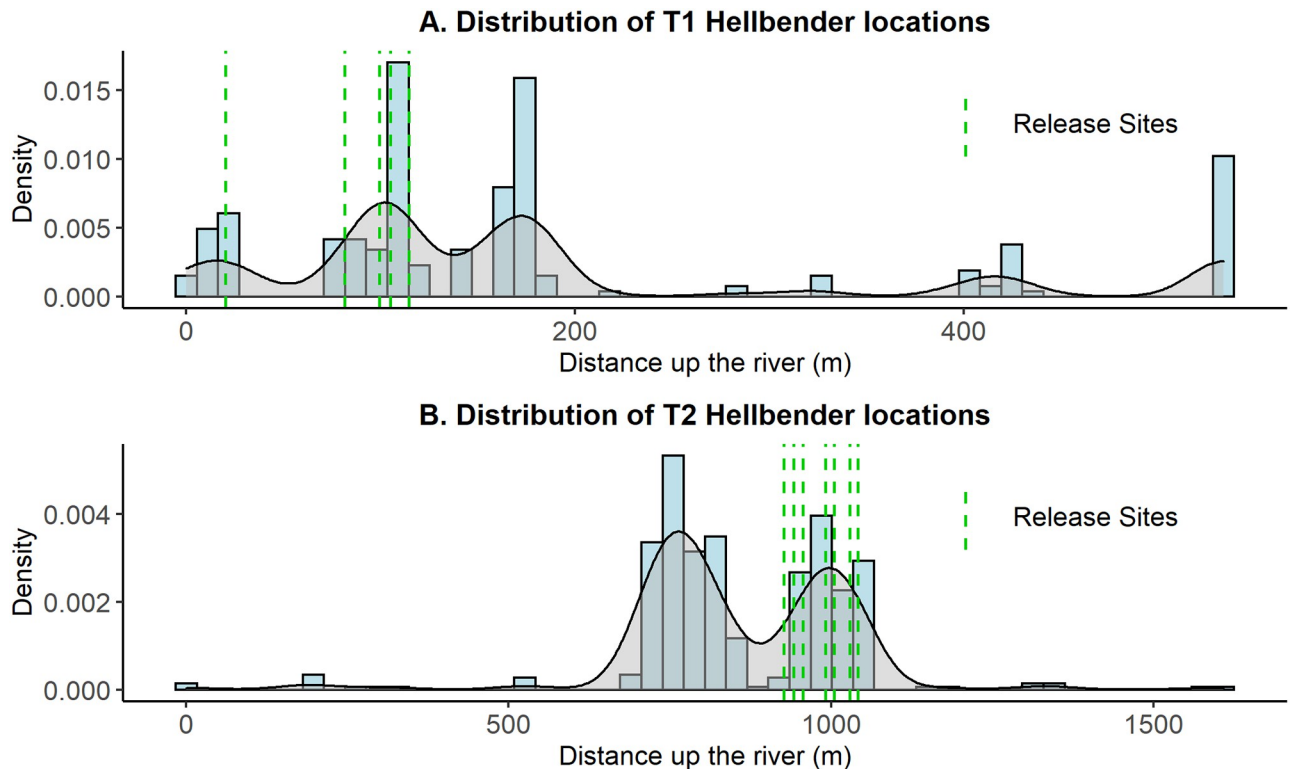 A. Distribution of T1 Hellbender locations
0.015
0.010
0.005
0.000
Density
Release Sites
0 200 400
Distance up the river (m)
B. Distribution of T2 Hellbender locations
0.004
0.002
0.000
Density
Release Sites
0 500 1000 1500
Distance up the river (m)